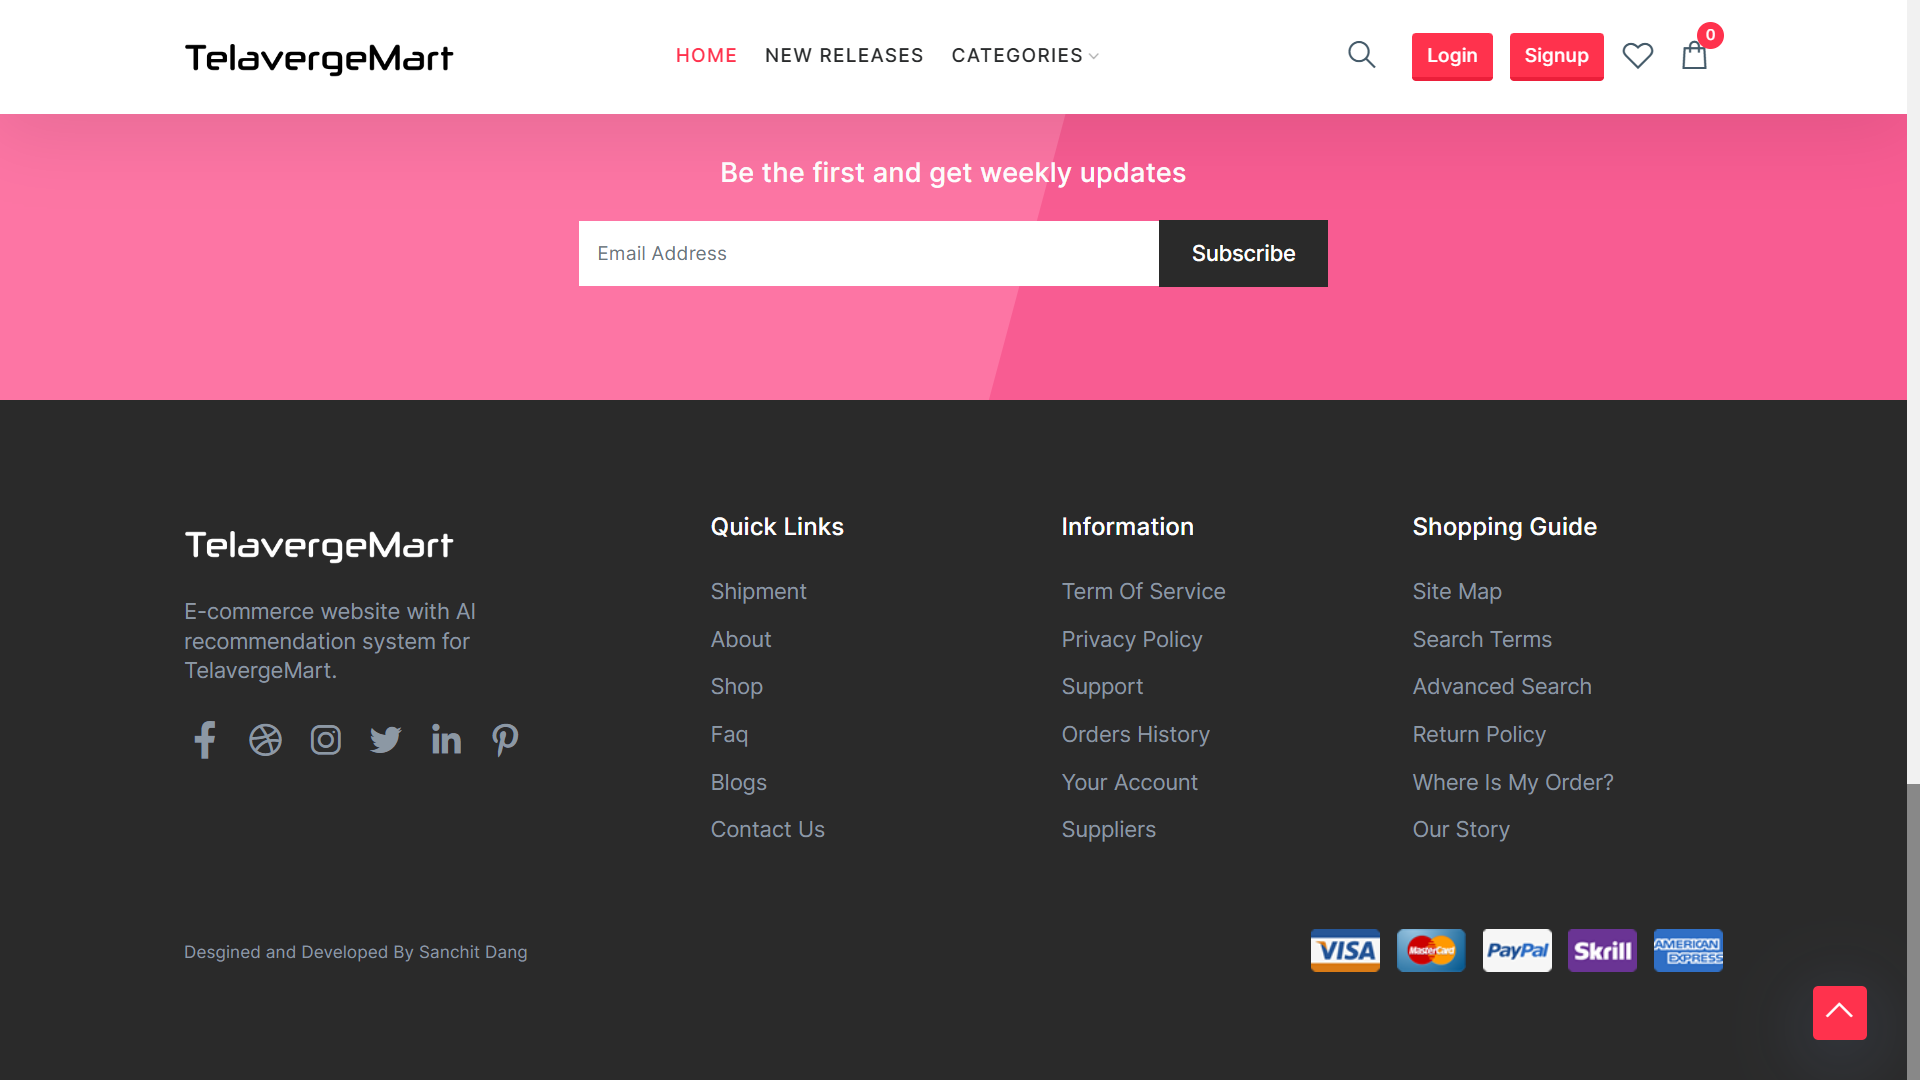 TelavergeMart
HOME NEW RELEASES CATEGORIES
Login Signup 0
Be the first and get weekly updates
Email Address Subscribe
TelavergeMart
E-commerce website with AI
recommendation system for
TelavergeMart.
Quick Links
Shipment
About
Shop
Faq
Blogs
Contact Us
Information
Term Of Service
Privacy Policy
Support
Orders History
Your Account
Suppliers
Shopping Guide
Site Map
Search Terms
Advanced Search
Return Policy
Where Is My Order?
Our Story
Desgined and Developed By Sanchit Dang
VISA MasterCard PayPal Skrill AMERICAN EXPRESS